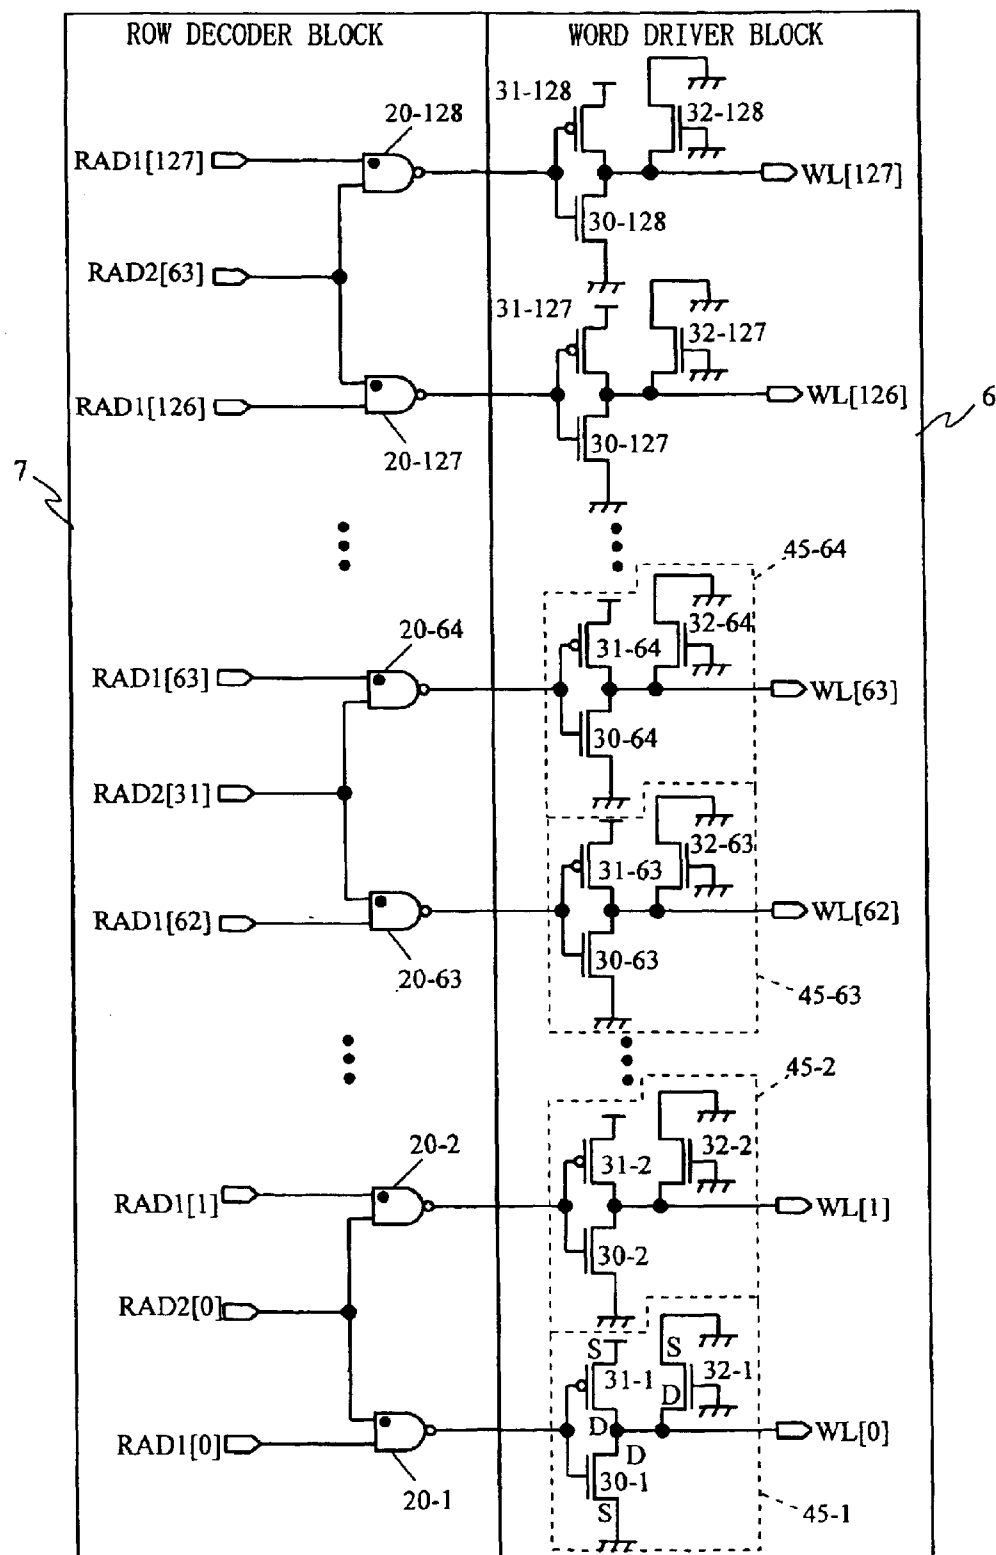 ROW DECODER BLOCK
WORD DRIVER BLOCK
31-128
20-128
32-128
RAD1[127]
WL[127]
30-128
RAD2[63]
31-127
32-127
RAD1[126]
WL[126]
6
30-127
20-127
7
45-64
20-64
32-64
31-64
RAD1[63]
WL[63]
30-64
RAD2[31]
32-63
31-63
RAD1[62]
WL[62]
30-63
20-63
45-63
45-2
20-2
32-2
31-2
RAD1[1]
WL[1]
30-2
RAD2[0]
S
S
31-1
32-1
D
D
RAD1[0]
WL[0]
D
30-1
20-1
S
45-1